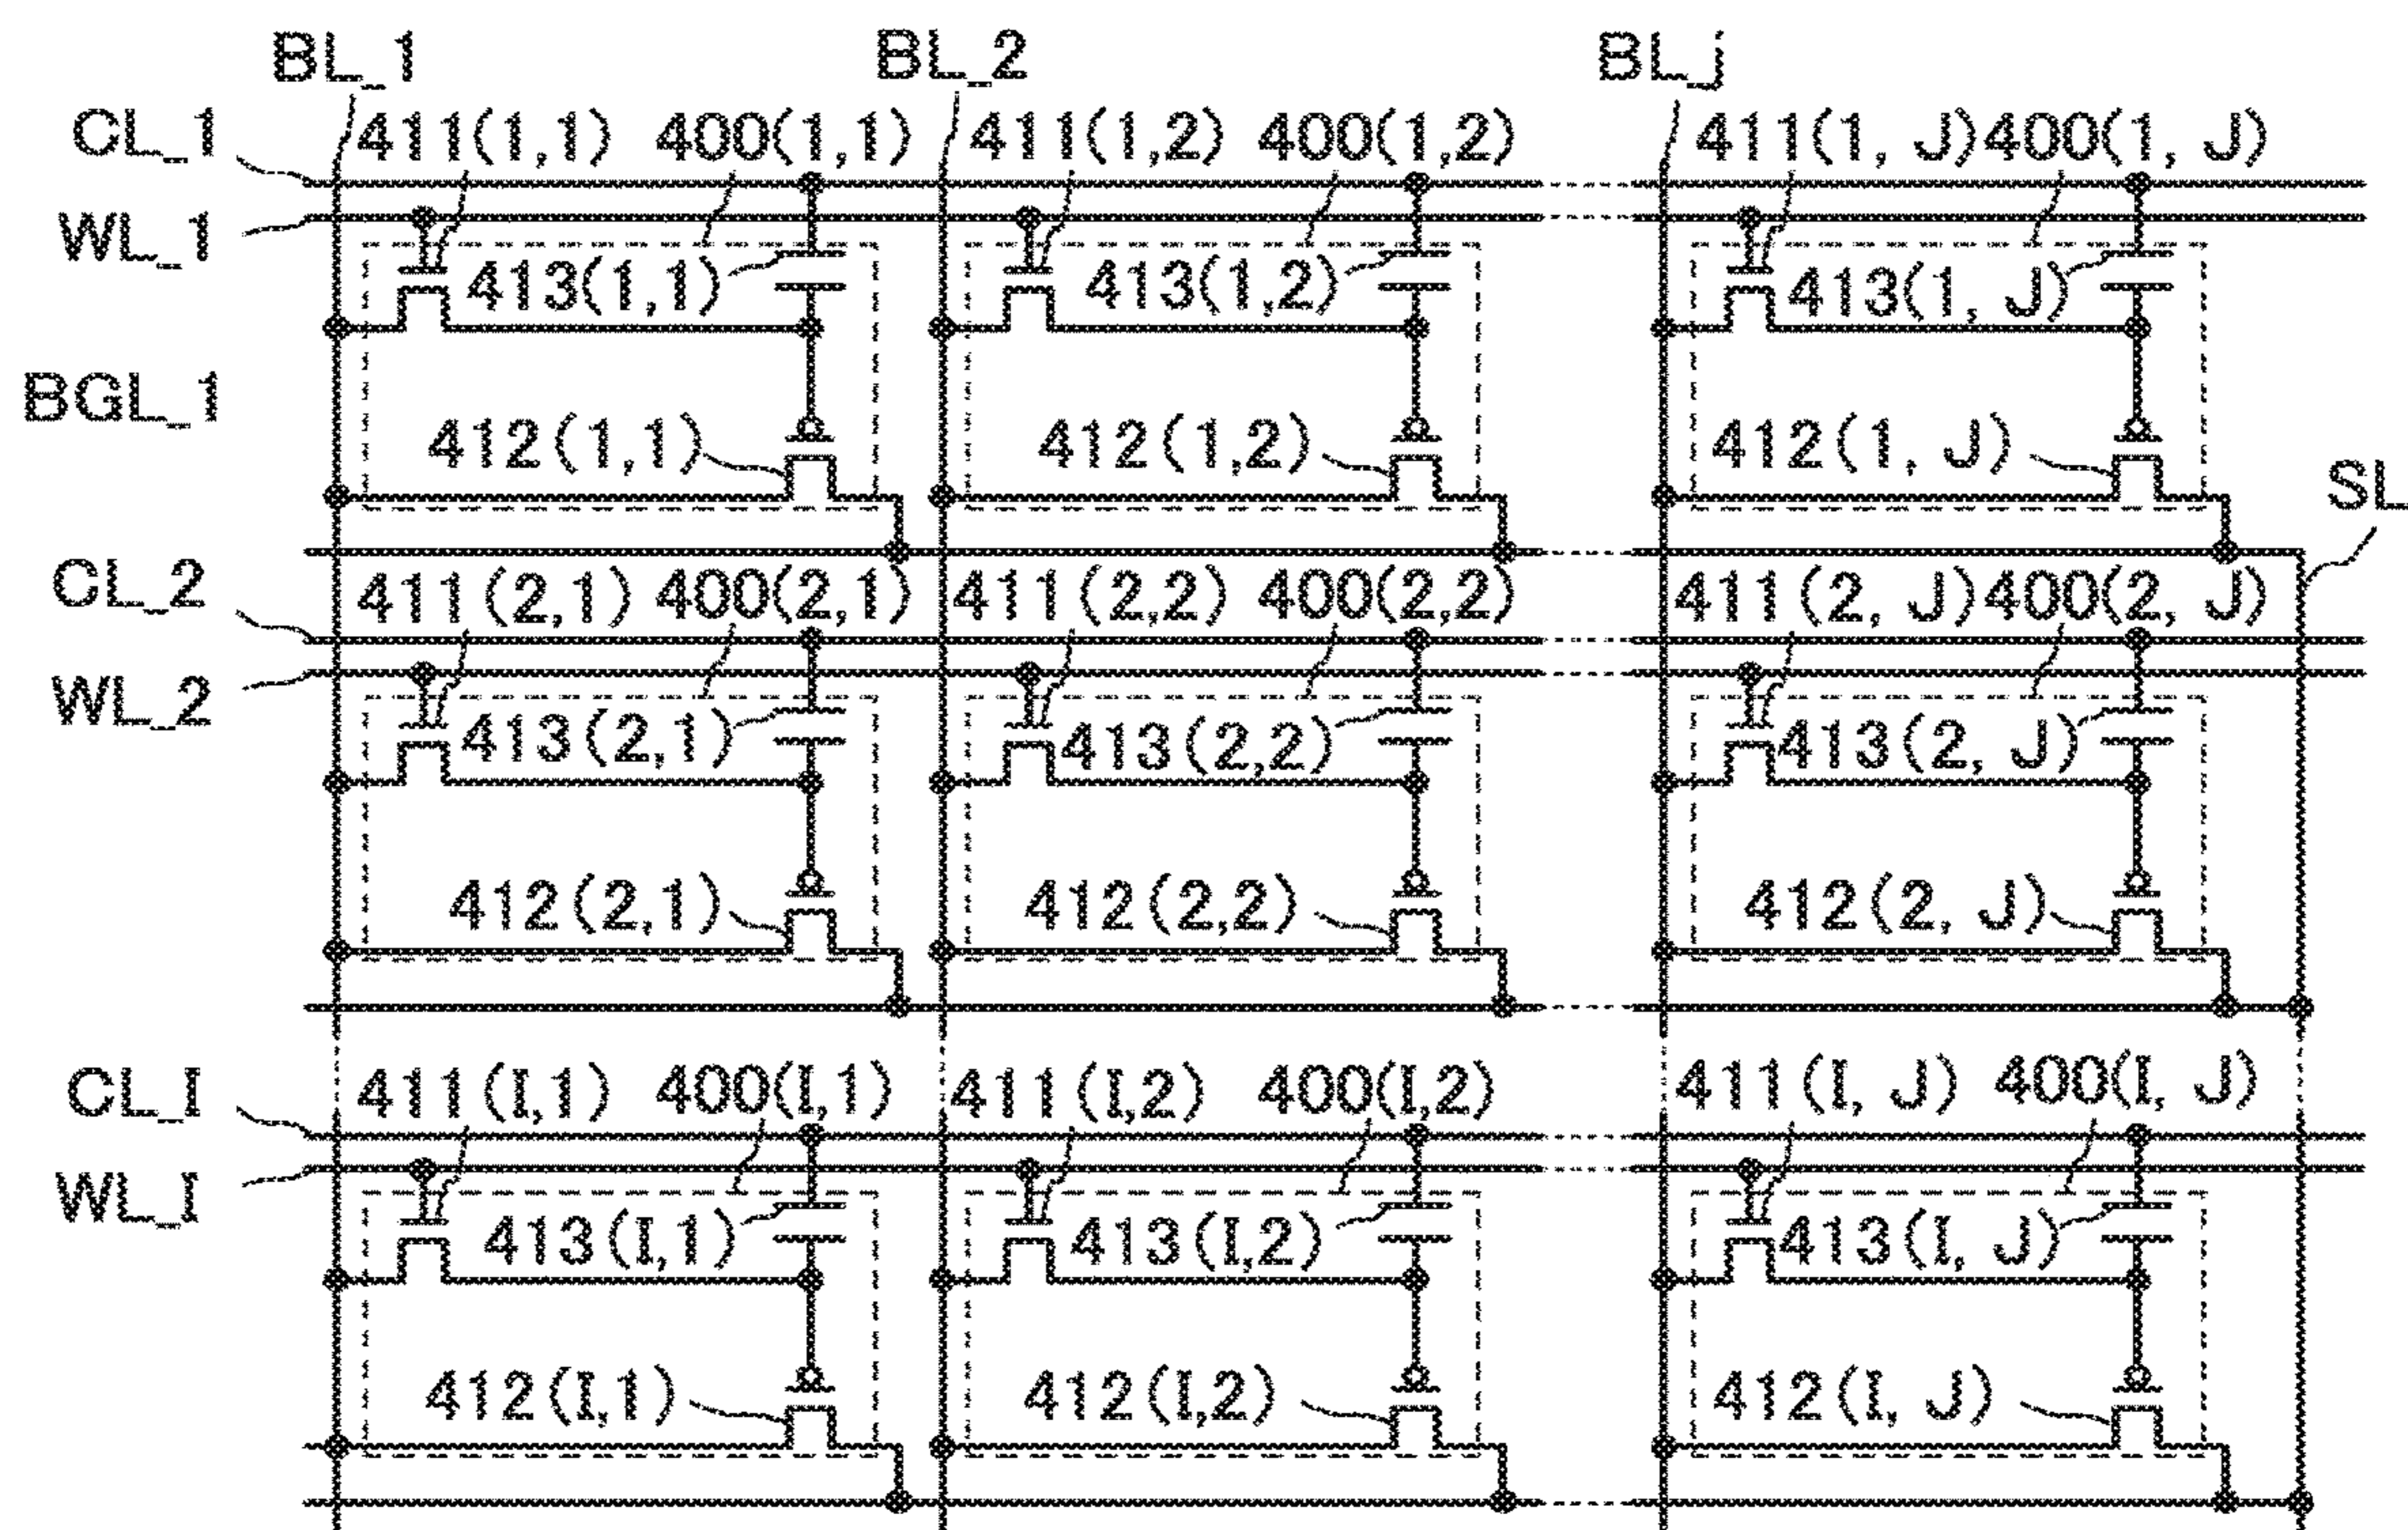 BL_1 BL_2 BL_j
CL_1 411(1,1) 400(1,1) 411(1,2) 400(1,2) 411(1, J) 400(1, J)
WL_1
413(1,1) 413(1,2) 413(1, J)
BGL_1
412(1,1) 412(1,2) 412(1, J)
SL
CL_2 411(2,1) 400(2,1) 411(2,2) 400(2,2) 411(2, J) 400(2, J)
WL_2
413(2,1) 413(2,2) 413(2, J)
412(2,1) 412(2,2) 412(2, J)
CL_I 411(I,1) 400(I,1) 411(I,2) 400(I,2) 411(I, J) 400(I, J)
WL_I
413(I,1) 413(I,2) 413(I, J)
412(I,1) 412(I,2) 412(I, J)